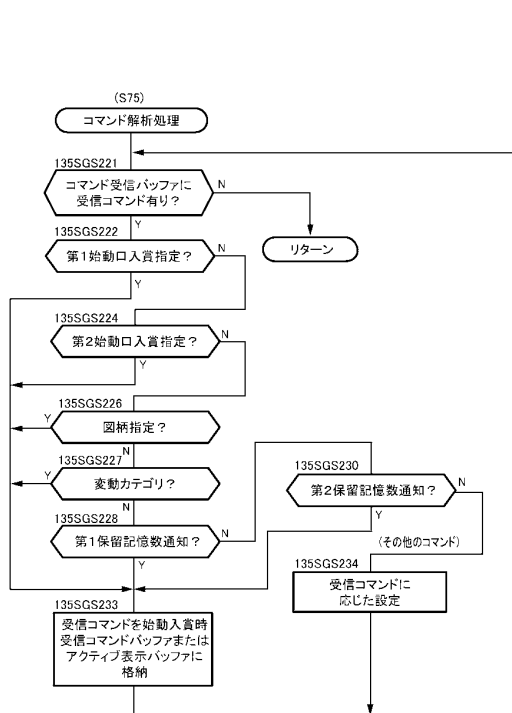 (S75)
コマンド解析処理
135SGS221
コマンド受信バッファに
受信コマンド有り？
N
Y
リターン
135SGS222
第1始動口入賞指定？
N
Y
135SGS224
第2始動口入賞指定？
N
Y
135SGS226
図柄指定？
Y
N
135SGS227
変動カテゴリ？
Y
N
135SGS228
第1保留記憶数通知？
N
Y
135SGS230
第2保留記憶数通知？
N
Y
(その他のコマンド)
135SGS234
受信コマンドに
応じた設定
135SGS233
受信コマンドを始動入賞時
受信コマンドバッファまたは
アクティブ表示バッファに
格納